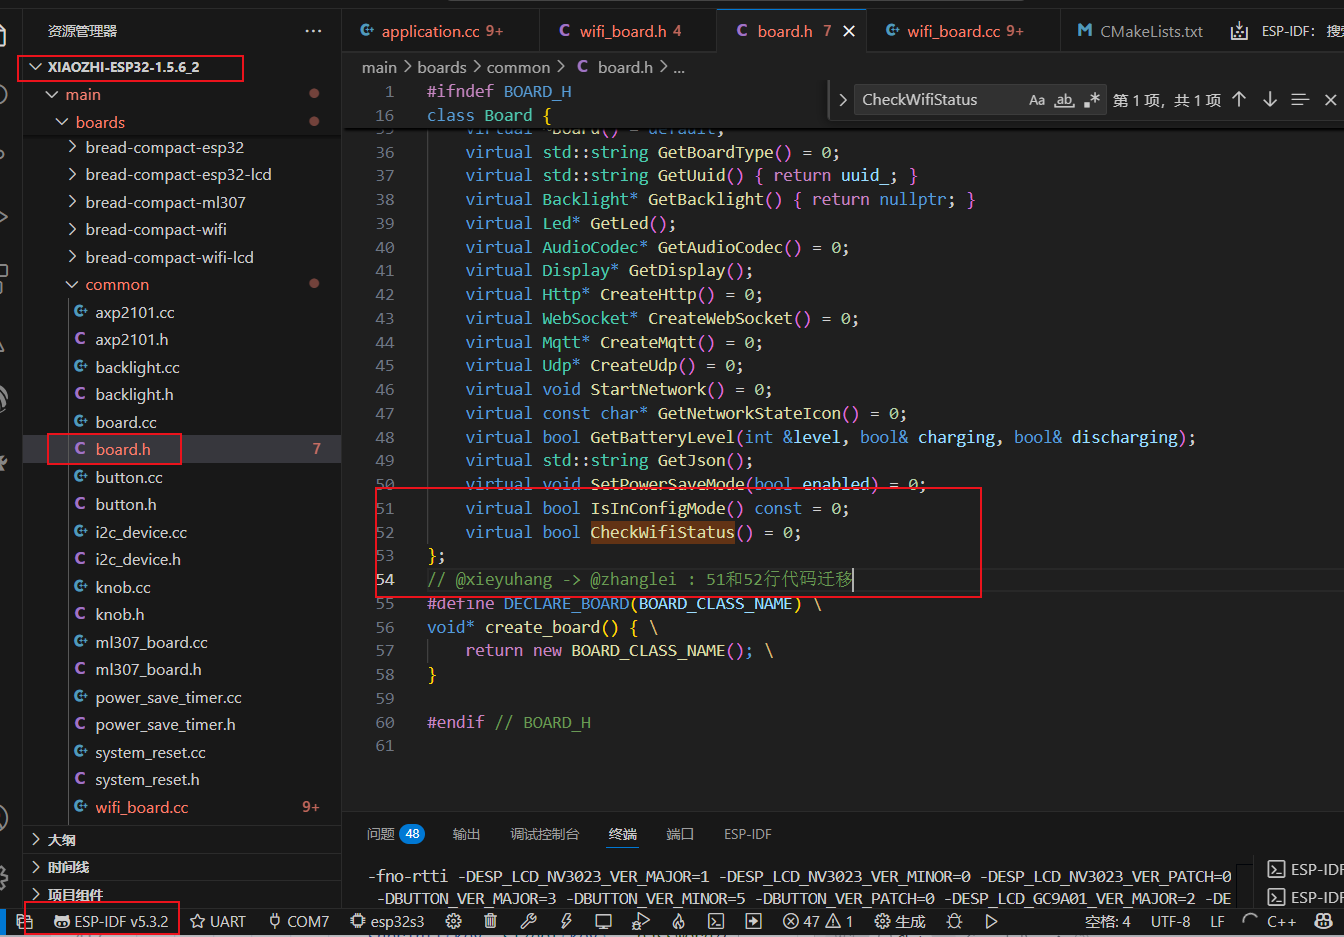 资源管理器
XIAOZHI-ESP32-1.5.6_2
main
boards
bread-compact-esp32
bread-compact-esp32-lcd
bread-compact-ml307
bread-compact-wifi
bread-compact-wifi-lcd
common
axp2101.cc
axp2101.h
backlight.cc
backlight.h
board.cc
board.h 7
button.cc
button.h
i2c_device.cc
i2c_device.h
knob.cc
knob.h
ml307_board.cc
ml307_board.h
power_save_timer.cc
power_save_timer.h
system_reset.cc
system_reset.h
wifi_board.cc 9+
大纲
时间线
项目组件
application.cc 9+ wifi_board.h 4 board.h 7 wifi_board.cc 9+ CMakeLists.txt ESP-IDF:
main > boards > common > C board.h > ...
CheckWifiStatus Aa ab 第 1 项，共 1 项
1 #ifndef BOARD_H
16 class Board {
35 virtual ~Board() = default;
36 virtual std::string GetBoardType() = 0;
37 virtual std::string GetUuid() { return uuid_; }
38 virtual Backlight* GetBacklight() { return nullptr; }
39 virtual Led* GetLed();
40 virtual AudioCodec* GetAudioCodec() = 0;
41 virtual Display* GetDisplay();
42 virtual Http* CreateHttp() = 0;
43 virtual WebSocket* CreateWebSocket() = 0;
44 virtual Mqtt* CreateMqtt() = 0;
45 virtual Udp* CreateUdp() = 0;
46 virtual void StartNetwork() = 0;
47 virtual const char* GetNetworkStateIcon() = 0;
48 virtual bool GetBatteryLevel(int &level, bool& charging, bool& discharging);
49 virtual std::string GetJson();
50 virtual void SetPowerSaveMode(bool enabled) = 0;
51 virtual bool IsInConfigMode() const = 0;
52 virtual bool CheckWifiStatus() = 0;
53 };
54 // @xieyuhang -> @zhanglei : 51和52行代码迁移
55 #define DECLARE_BOARD(BOARD_CLASS_NAME) \
56 void* create_board() { \
57 return new BOARD_CLASS_NAME(); \
58 }
59
60 #endif // BOARD_H
61
问题 48 输出 调试控制台 终端 端口 ESP-IDF
-fno-rtti -DESP_LCD_NV3023_VER_MAJOR=1 -DESP_LCD_NV3023_VER_MINOR=0 -DESP_LCD_NV3023_VER_PATCH=0
-DBUTTON_VER_MAJOR=3 -DBUTTON_VER_MINOR=5 -DBUTTON_VER_PATCH=0 -DESP_LCD_GC9A01_VER_MAJOR=2 -DE
ESP-IDF
ESP-IDF
ESP-IDF v5.3.2 UART COM7 esp32s3 47 1 生成 空格: 4 UTF-8 LF C++